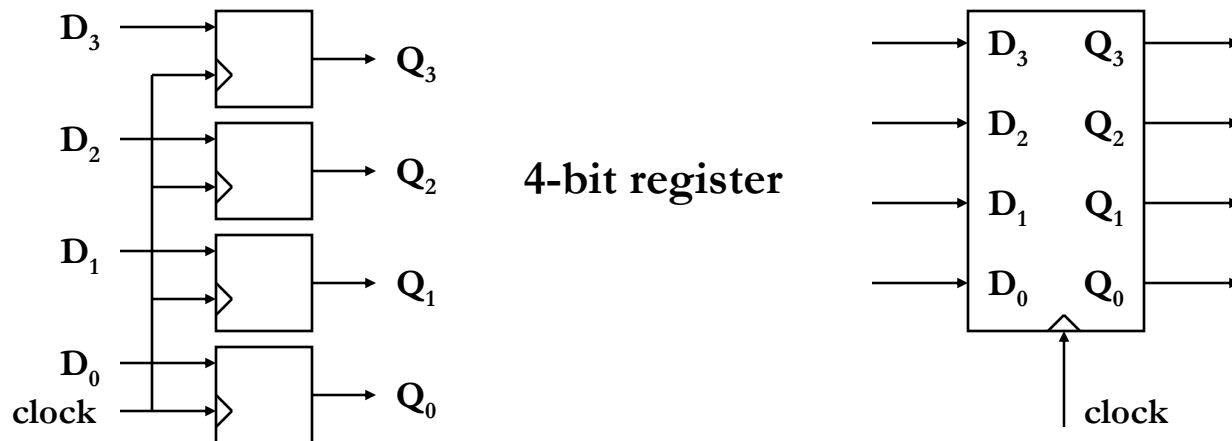 D₃
Q₃
D₂
Q₂
D₁
Q₁
D₀
Q₀
clock
4-bit register
D₃ Q₃
D₂ Q₂
D₁ Q₁
D₀ Q₀
clock